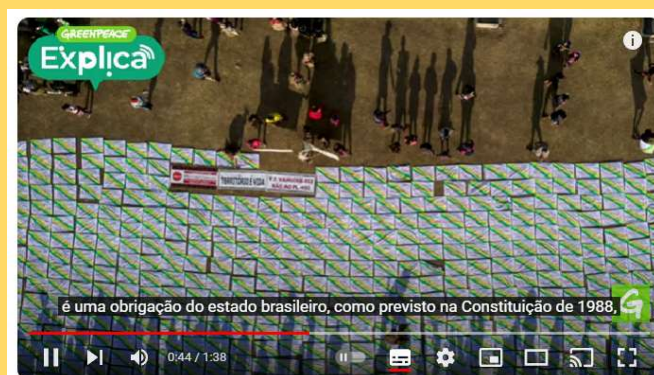 GREENPEACE
Explica
TERRITÓRIO É VIDA
é uma obrigação do estado brasileiro, como previsto na Constituição de 1988,
0:44 / 1:38